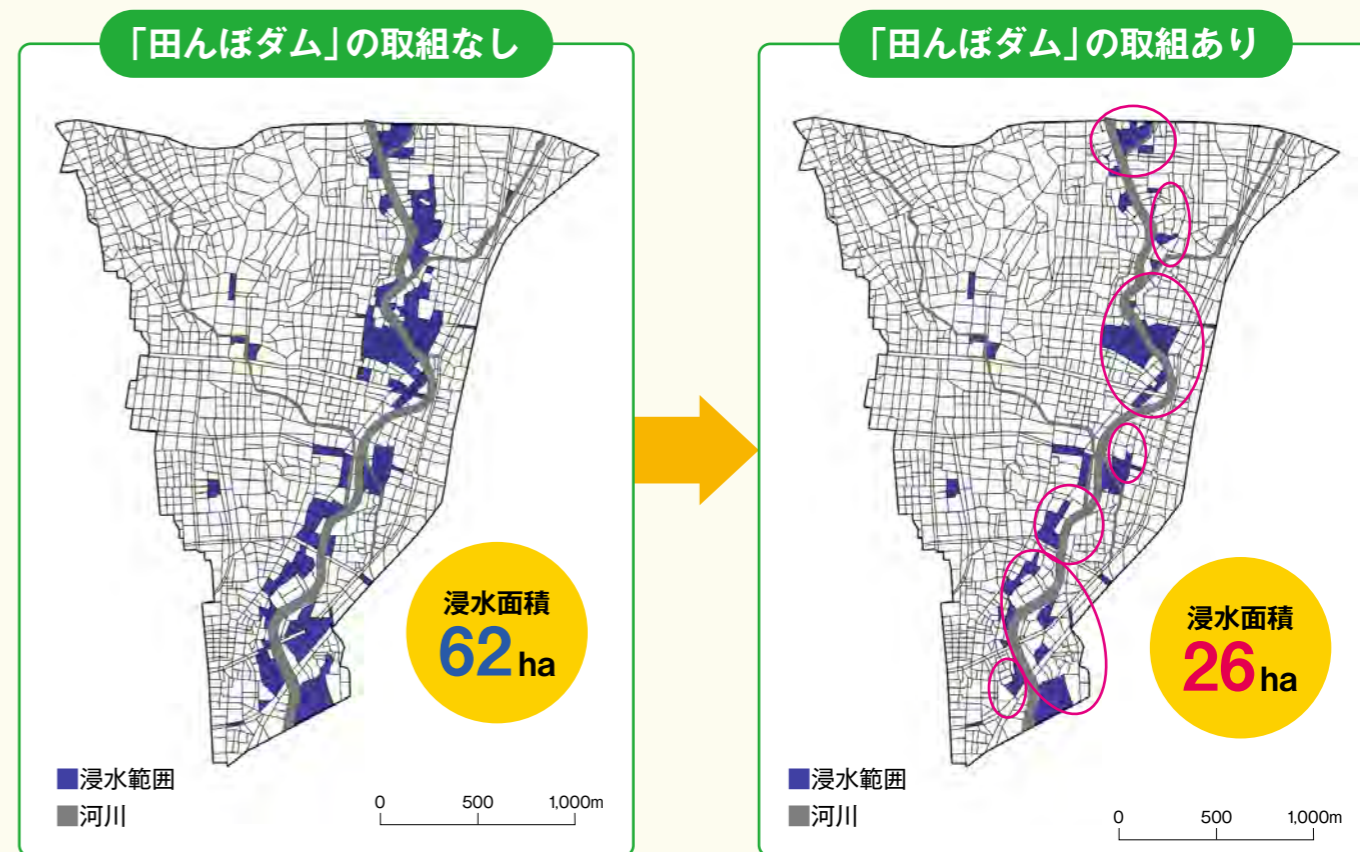 「田んぼダム」の取組なし
浸水面積
62ha
浸水範囲
河川
0 500 1,000m
「田んぼダム」の取組あり
浸水面積
26ha
浸水範囲
河川
0 500 1,000m